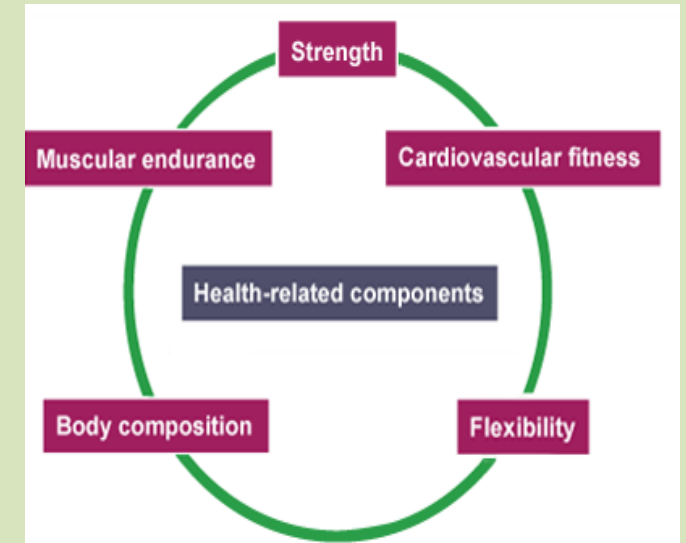 Strength
Muscular endurance
Cardiovascular fitness
Health-related components
Body composition
Flexibility